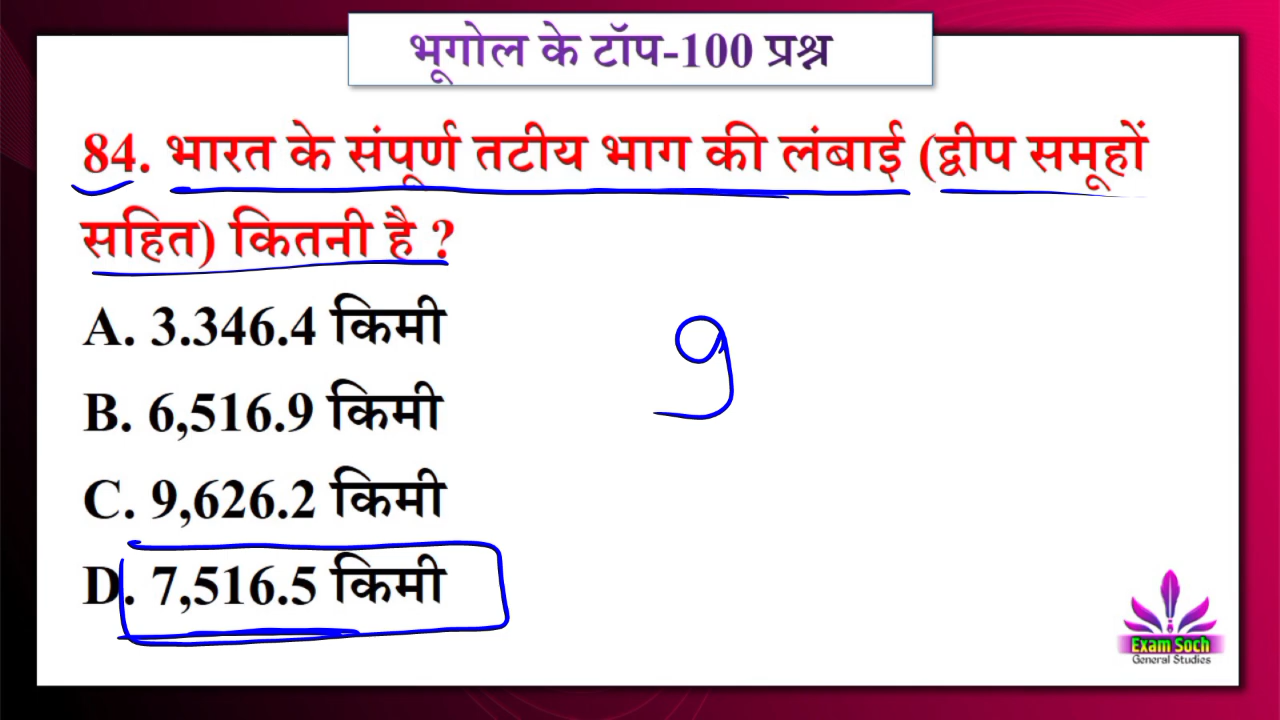 भूगोल के टॉप-100 प्रश्न
84. भारत के संपूर्ण तटीय भाग की लंबाई (द्वीप समूहों
सहित) कितनी है ?
A. 3.346.4 किमी
B. 6,516.9 किमी
C. 9,626.2 किमी
D. 7,516.5 किमी
9
Exam Soch
General Studies